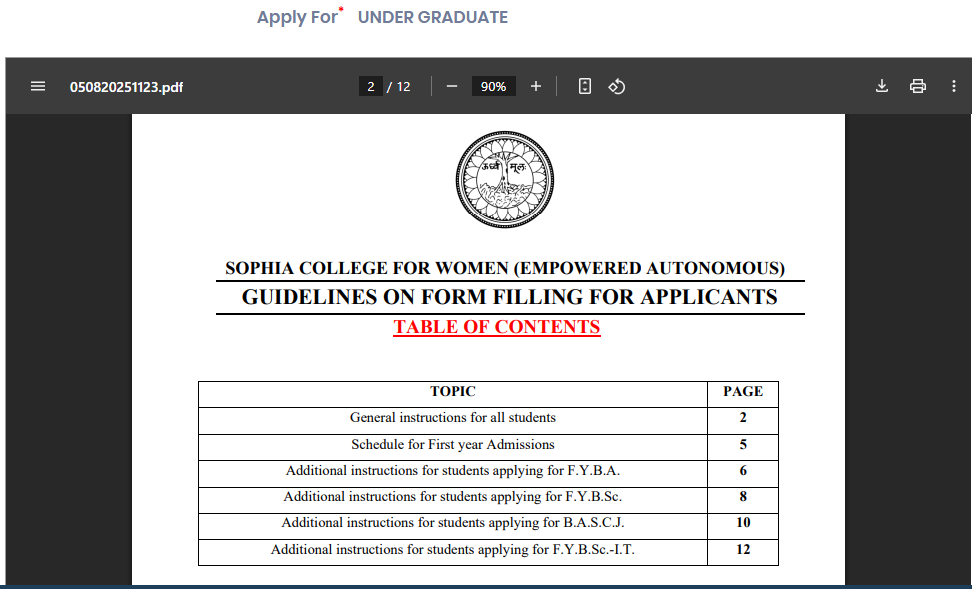 Apply For* UNDER GRADUATE
050820251123.pdf 2 / 12 90%
ऊर्ध्व मूलः
SOPHIA COLLEGE FOR WOMEN (EMPOWERED AUTONOMOUS)
GUIDELINES ON FORM FILLING FOR APPLICANTS
TABLE OF CONTENTS
TOPIC PAGE
General instructions for all students 2
Schedule for First year Admissions 5
Additional instructions for students applying for F.Y.B.A. 6
Additional instructions for students applying for F.Y.B.Sc. 8
Additional instructions for students applying for B.A.S.C.J. 10
Additional instructions for students applying for F.Y.B.Sc.-I.T. 12